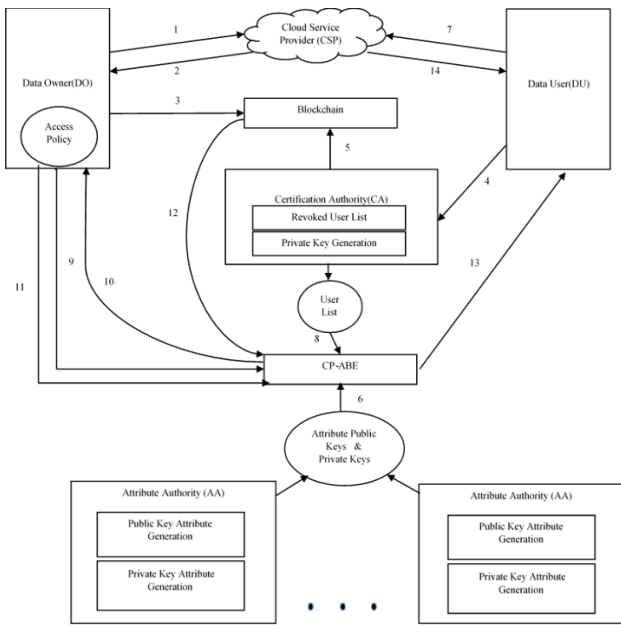 1
Cloud Service
Provider (CSP)
7
2
14
Data Owner(DO)
Data User(DU)
3
Blockchain
Access
Policy
5
4
Certification Authority(CA)
12
Revoked User List
Private Key Generation
9
10
11
13
User
List
8
CP-ABE
6
Attribute Public
Keys &
Private Keys
Attribute Authority (AA)
Public Key Attribute
Generation
Private Key Attribute
Generation
Attribute Authority (AA)
Public Key Attribute
Generation
Private Key Attribute
Generation